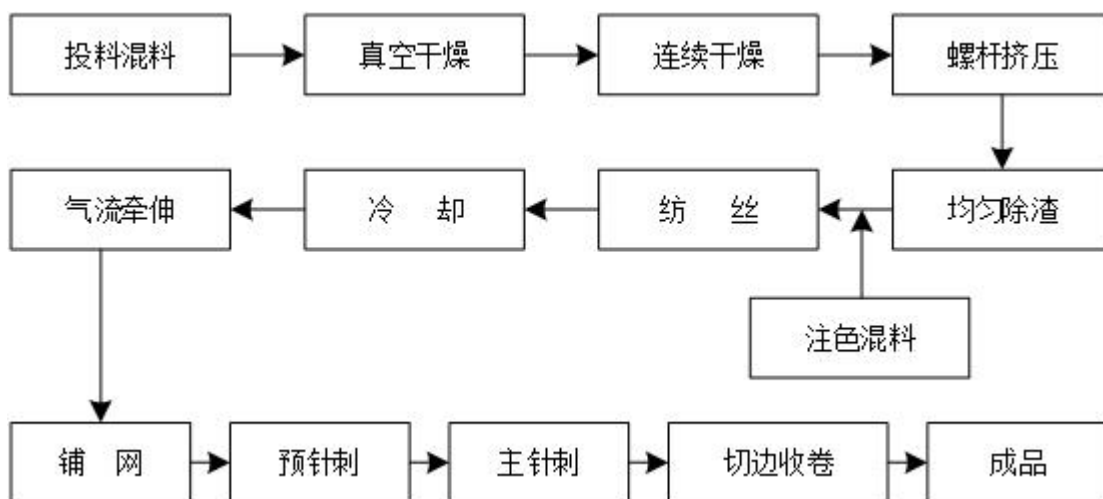 投料混料
真空干燥
连续干燥
螺杆挤压
气流牵伸
冷 却
纺 丝
均匀除渣
注色混料
铺 网
预针刺
主针刺
切边收卷
成品